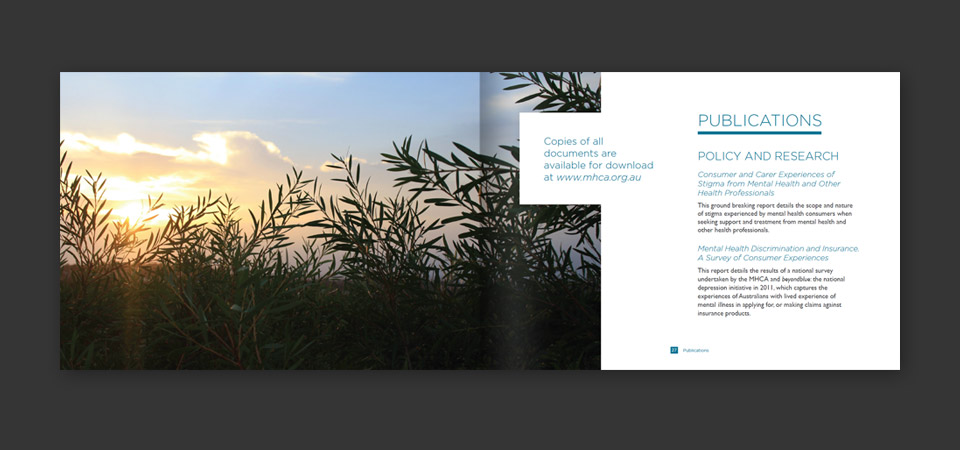 Copies of all
documents are
available for download
at www.mhca.org.au
PUBLICATIONS
POLICY AND RESEARCH
Consumer and Carer Experiences of
Stigma from Mental Health and Other
Health Professionals
This ground breaking report details the scope and nature
of stigma experienced by mental health consumers when
seeking support and treatment from mental health and
other health professionals.
Mental Health Discrimination and Insurance.
A Survey of Consumer Experiences
This report details the results of a national survey
undertaken by the MHCA and beyondblue: the national
depression initiative in 2011, which captures the
experiences of Australians with lived experience of
mental illness in applying for, or making claims against
insurance products.
27 Publications